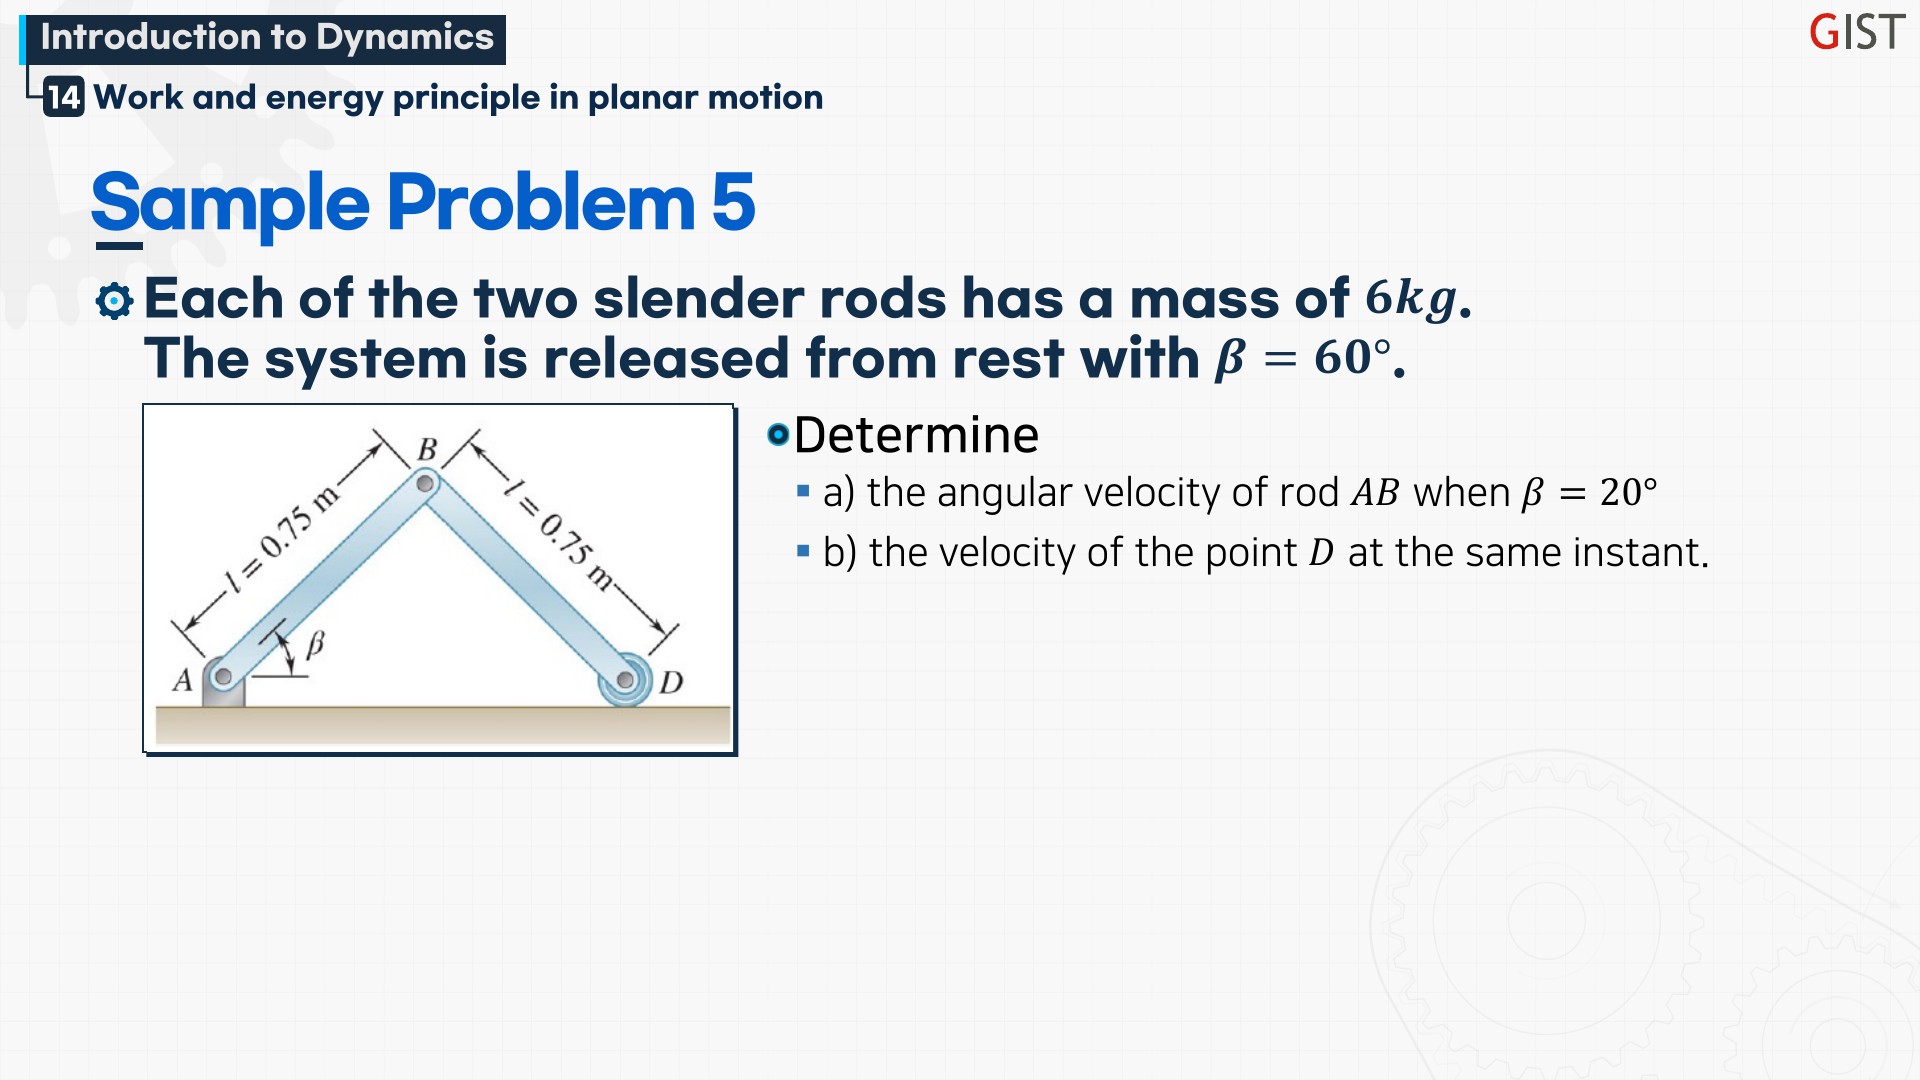 Introduction to Dynamics
GIST
14 Work and energy principle in planar motion
Sample Problem 5
Each of the two slender rods has a mass of 6kg.
The system is released from rest with β = 60°.
Determine
a) the angular velocity of rod AB when β = 20°
b) the velocity of the point D at the same instant.
B
l = 0.75 m
l = 0.75 m
β
A
D